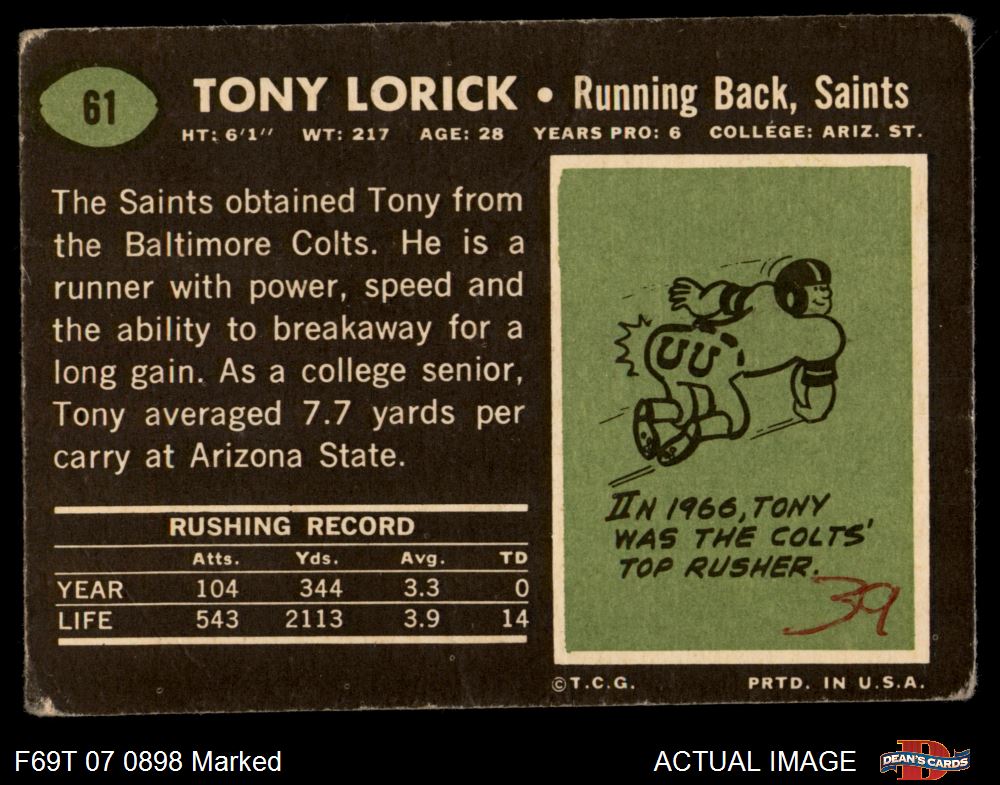 61
TONY LORICK • Running Back, Saints
HT: 6'1" WT: 217 AGE: 28 YEARS PRO: 6 COLLEGE: ARIZ. ST.
The Saints obtained Tony from
the Baltimore Colts. He is a
runner with power, speed and
the ability to breakaway for a
long gain. As a college senior,
Tony averaged 7.7 yards per
carry at Arizona State.
RUSHING RECORD
Atts. Yds. Avg. TD
YEAR 104 344 3.3 0
LIFE 543 2113 3.9 14
IN 1966, TONY
WAS THE COLTS'
TOP RUSHER.
39
©T.C.G. PRTD. IN U.S.A.
F69T 07 0898 Marked ACTUAL IMAGE
DEAN'S CARDS